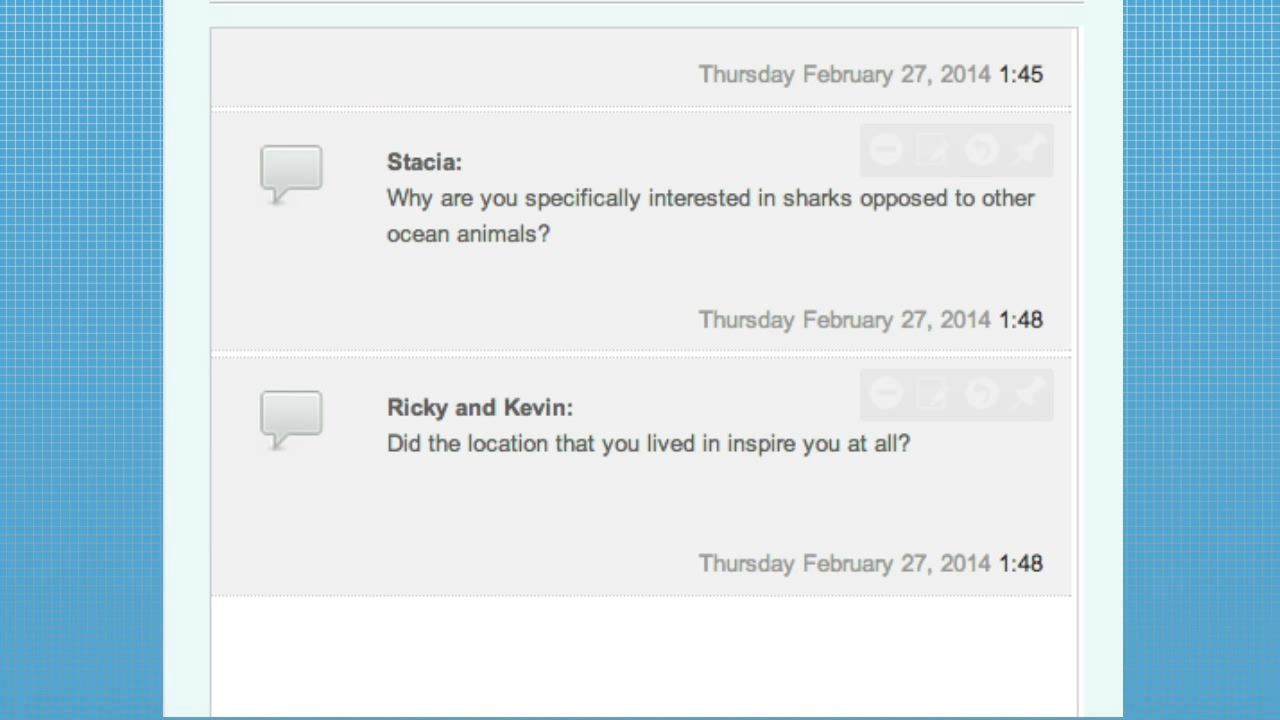 Thursday February 27, 2014 1:45
Stacia:
Why are you specifically interested in sharks opposed to other
ocean animals?
Thursday February 27, 2014 1:48
Ricky and Kevin:
Did the location that you lived in inspire you at all?
Thursday February 27, 2014 1:48